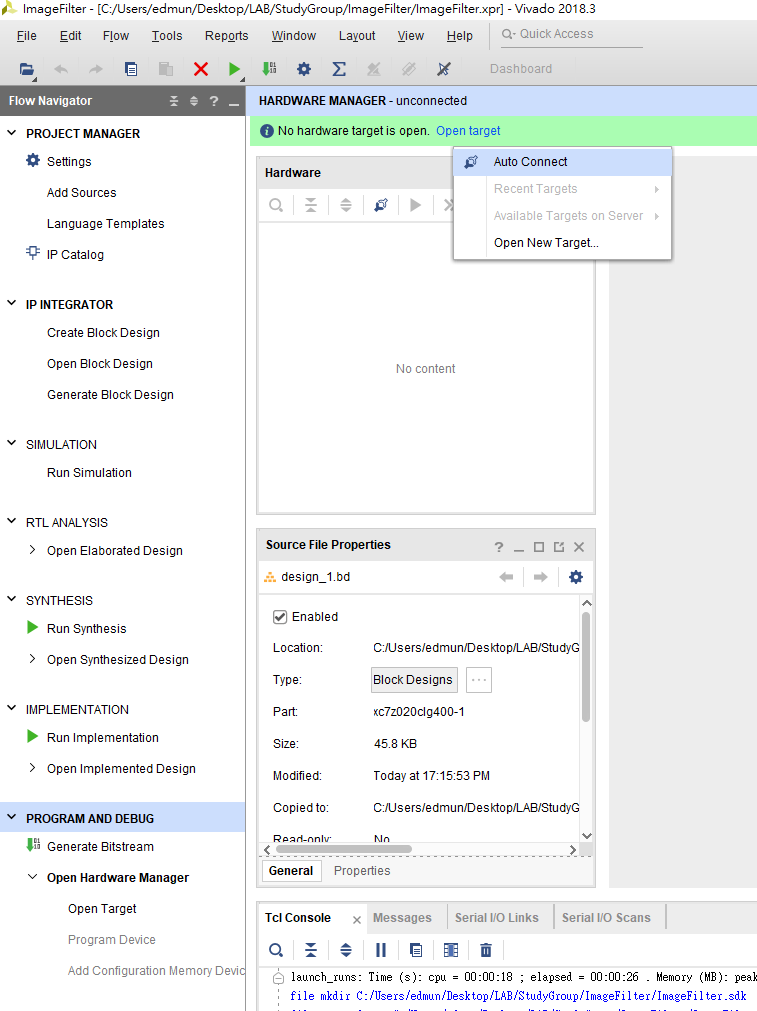 ImageFilter - [C:/Users/edmun/Desktop/LAB/StudyGroup/ImageFilter/ImageFilter.xpr] - Vivado 2018.3
File Edit Flow Tools Reports Window Layout View Help Quick Access
Dashboard
Flow Navigator
PROJECT MANAGER
Settings
Add Sources
Language Templates
IP Catalog
IP INTEGRATOR
Create Block Design
Open Block Design
Generate Block Design
SIMULATION
Run Simulation
RTL ANALYSIS
Open Elaborated Design
SYNTHESIS
Run Synthesis
Open Synthesized Design
IMPLEMENTATION
Run Implementation
Open Implemented Design
PROGRAM AND DEBUG
Generate Bitstream
Open Hardware Manager
Open Target
Program Device
Add Configuration Memory Devic
HARDWARE MANAGER - unconnected
No hardware target is open. Open target
Auto Connect
Recent Targets
Available Targets on Server
Open New Target...
Hardware
No content
Source File Properties
design_1.bd
Enabled
Location: C:/Users/edmun/Desktop/LAB/StudyG
Type: Block Designs ...
Part: xc7z020clg400-1
Size: 45.8 KB
Modified: Today at 17:15:53 PM
Copied to: C:/Users/edmun/Desktop/LAB/StudyG
Read-only: No
General Properties
Tcl Console Messages Serial I/O Links Serial I/O Scans
launch_runs: Time (s): cpu = 00:00:18 ; elapsed = 00:00:26 . Memory (MB): peak
file mkdir C:/Users/edmun/Desktop/LAB/StudyGroup/ImageFilter/ImageFilter.sdk